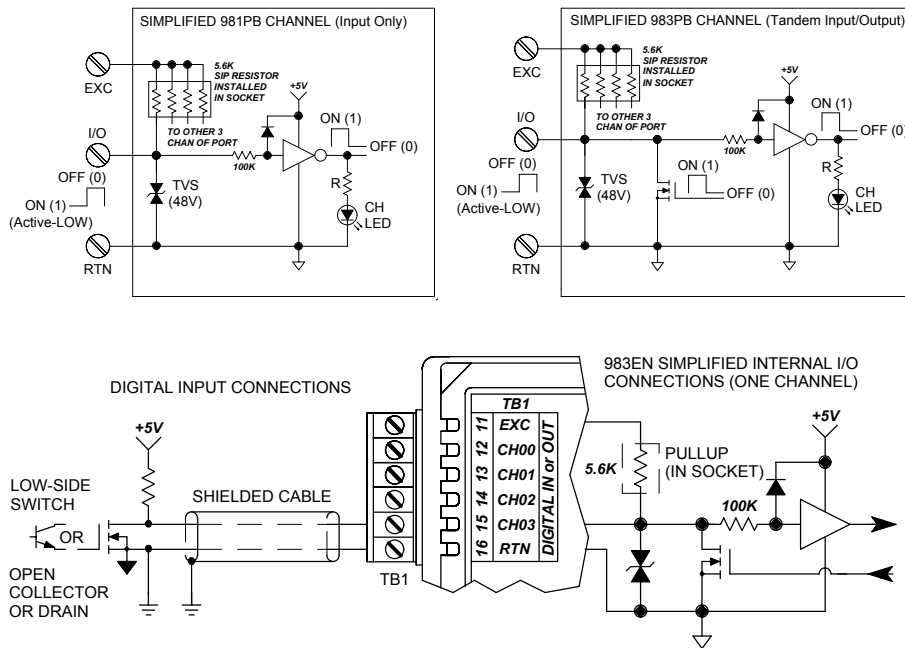 SIMPLIFIED 981PB CHANNEL (Input Only)
5.6K
SIP RESISTOR
INSTALLED
IN SOCKET
EXC
+5V
ON (1)
OFF (0)
TO OTHER 3
CHAN OF PORT
I/O
100K
OFF (0)
ON (1)
(Active-LOW)
TVS
(48V)
R
CH
LED
RTN
SIMPLIFIED 983PB CHANNEL (Tandem Input/Output)
5.6K
SIP RESISTOR
INSTALLED
IN SOCKET
EXC
+5V
ON (1)
OFF (0)
TO OTHER 3
CHAN OF PORT
I/O
100K
OFF (0)
ON (1)
(Active-LOW)
TVS
(48V)
ON (1)
OFF (0)
R
CH
LED
RTN
DIGITAL INPUT CONNECTIONS
983EN SIMPLIFIED INTERNAL I/O
CONNECTIONS (ONE CHANNEL)
+5V
LOW-SIDE
SWITCH
OR
OPEN
COLLECTOR
OR DRAIN
SHIELDED CABLE
TB1
TB1
11 EXC
12 CH00
13 CH01
14 CH02
15 CH03
16 RTN
DIGITAL IN or OUT
5.6K
PULLUP
(IN SOCKET)
+5V
100K